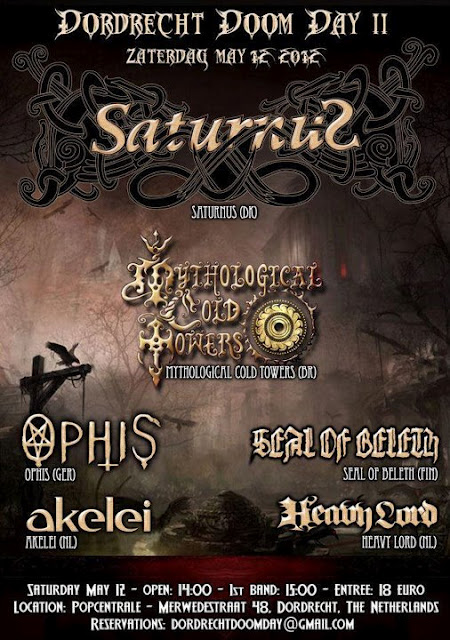 Dordrecht Doom Day II
Zaterdag May 12 2012
Saturnus
SATURNUS (DK)
Mythological
Cold
Towers
MYTHOLOGICAL COLD TOWERS (BR)
OPHIS
OPHIS (GER)
SEAL OF BELETH
SEAL OF BELETH (FIN)
akelei
AKELEI (NL)
Heavy Lord
HEAVY LORD (NL)
Saturday May 12 - open: 14:00 - 1st band: 15:00 - Entree: 18 euro
Location: Popcentrale - Merwedestraat 48, Dordrecht, The Netherlands
Reservations: dordrechtdoomday@gmail.com